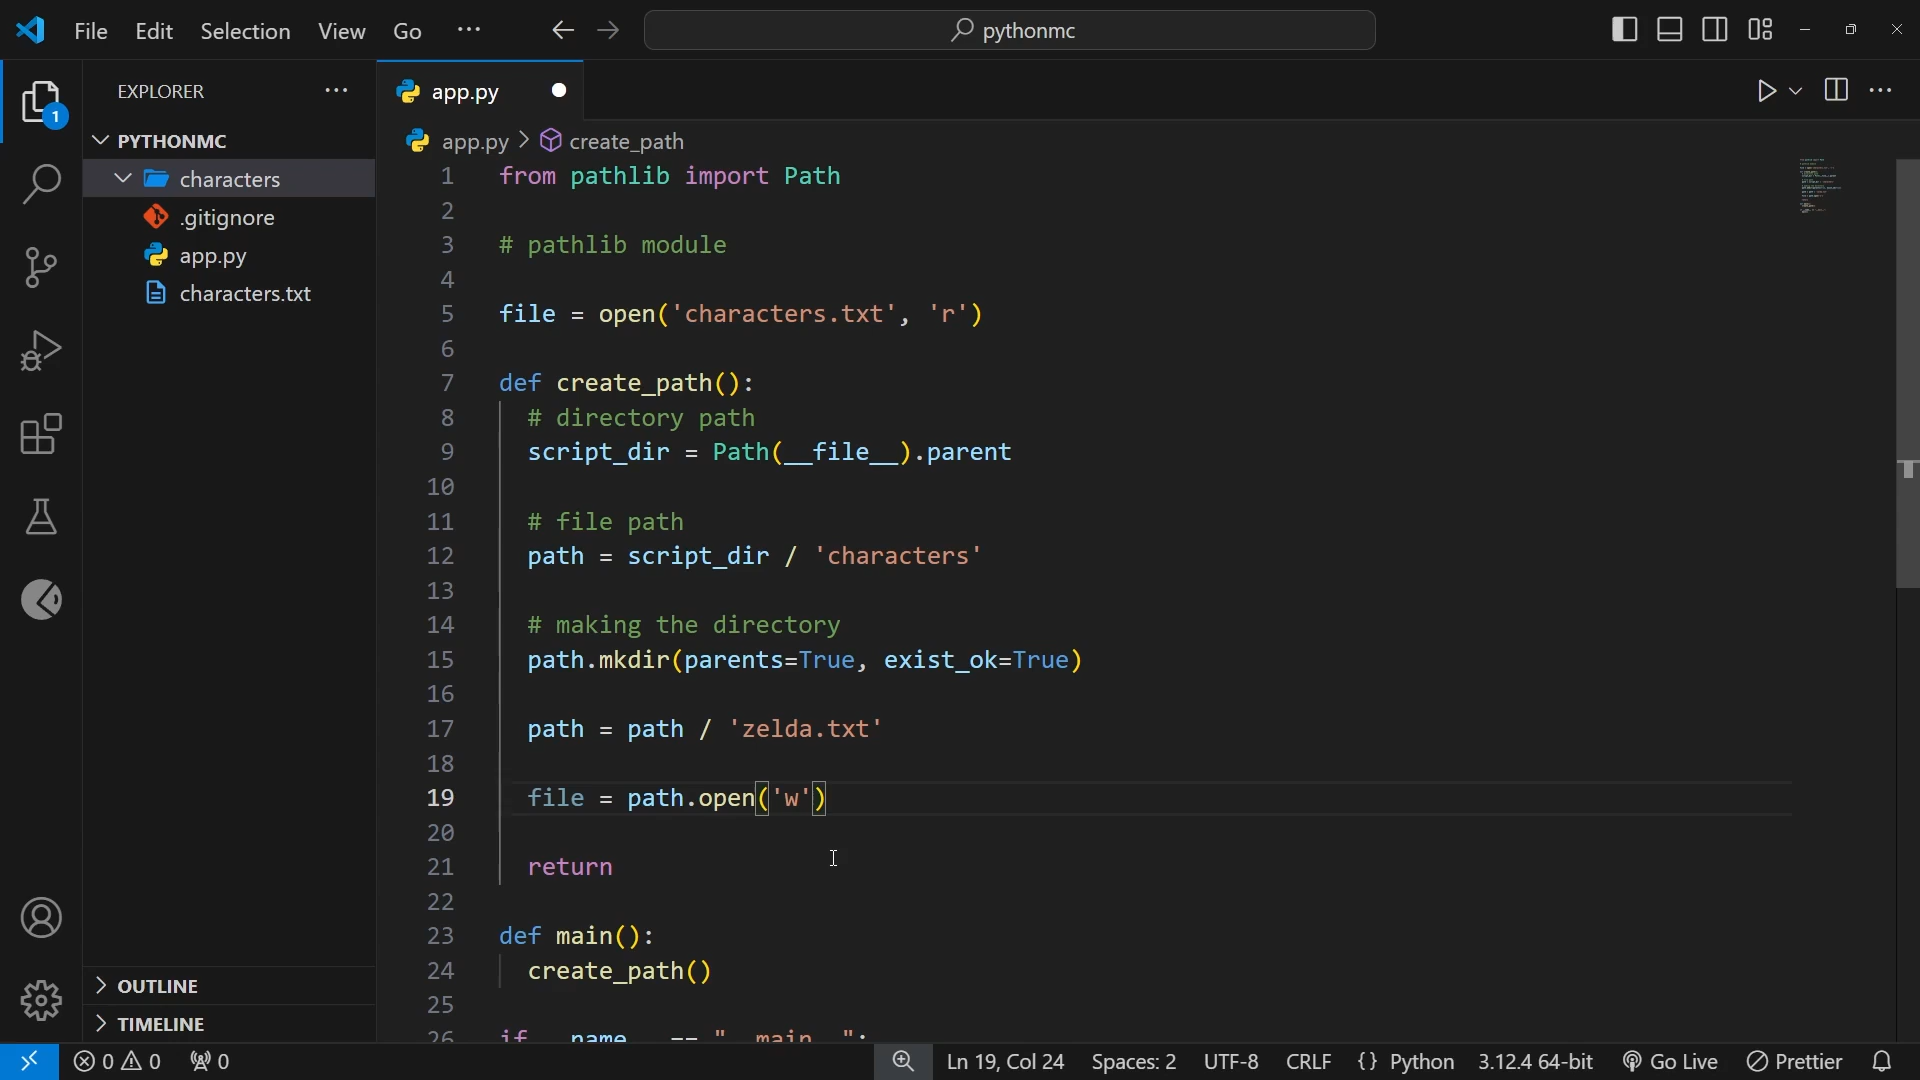 File Edit Selection View Go ··· pythonmc
1
EXPLORER ···
PYTHONMC
characters
.gitignore
app.py
characters.txt
OUTLINE
TIMELINE
app.py
app.py > create_path
1 from pathlib import Path
2
3 # pathlib module
4
5 file = open('characters.txt', 'r')
6
7 def create_path():
8 # directory path
9 script_dir = Path(__file__).parent
10
11 # file path
12 path = script_dir / 'characters'
13
14 # making the directory
15 path.mkdir(parents=True, exist_ok=True)
16
17 path = path / 'zelda.txt'
18
19 file = path.open('w')
20
21 return
22
23 def main():
24 create_path()
25
26 if __name__ == "__main__":
0 0 0 Ln 19, Col 24 Spaces: 2 UTF-8 CRLF {} Python 3.12.4 64-bit Go Live Prettier